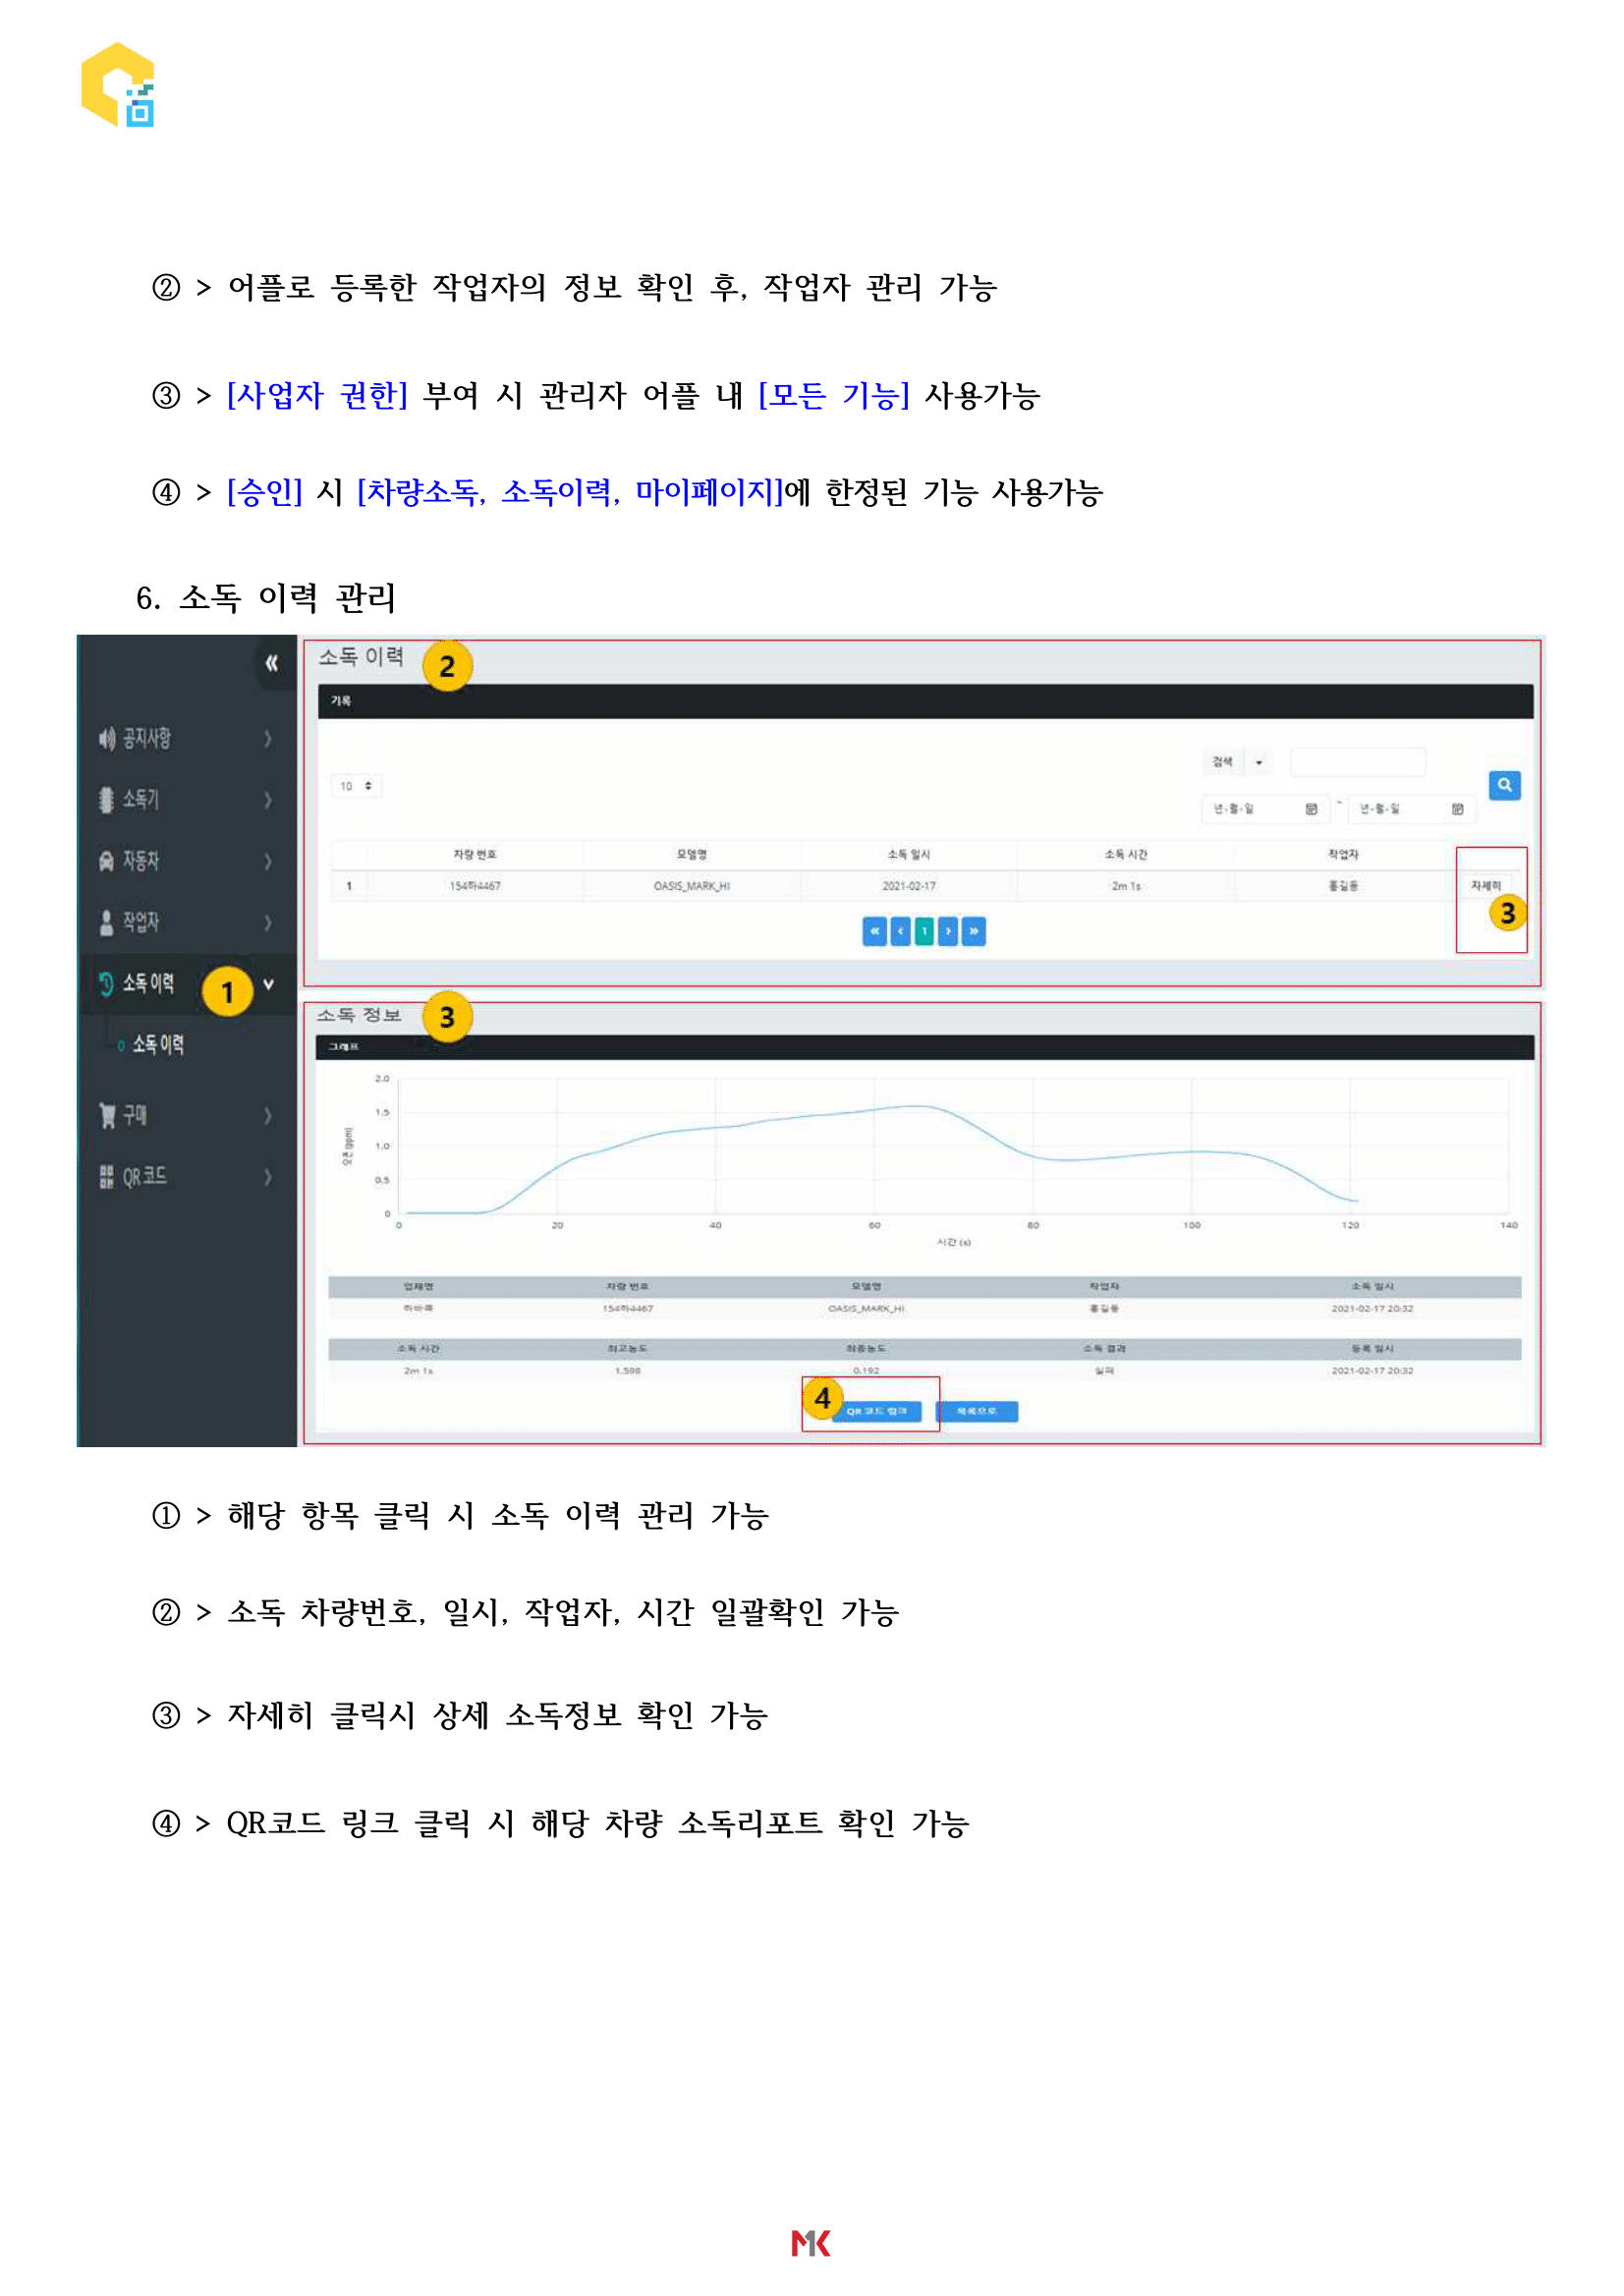 ② > 어플로 등록한 작업자의 정보 확인 후, 작업자 관리 가능
③ > [사업자 권한] 부여 시 관리자 어플 내 [모든 기능] 사용가능
④ > [승인] 시 [차량소독, 소독이력, 마이페이지]에 한정된 기능 사용가능
6. 소독 이력 관리
공지사항
소독기
자동차
작업자
소독 이력 1
소독 이력
구매
QR 코드
소독 이력 2
기록
검색
10
년-월-일 ~ 년-월-일
차량 번호 모델명 소독 일시 소독 시간 작업자
1 154하4467 OASIS_MARK_HI 2021-02-17 2m 1s 홍길동 자세히
3
« ‹ 1 › »
소독 정보 3
그래프
2.0
1.5
1.0
0.5
0
오존 (ppm)
0 20 40 60 80 100 120 140
시간 (s)
업체명 차량 번호 모델명 작업자 소독 일시
154하4467 OASIS_MARK_HI 홍길동 2021-02-17 20:32
소독 시간 최고농도 최종농도 소독 결과 등록 일시
2m 1s 1.598 0.192 실패 2021-02-17 20:32
4 QR 코드 링크 목록으로
① > 해당 항목 클릭 시 소독 이력 관리 가능
② > 소독 차량번호, 일시, 작업자, 시간 일괄확인 가능
③ > 자세히 클릭시 상세 소독정보 확인 가능
④ > QR코드 링크 클릭 시 해당 차량 소독리포트 확인 가능
MK